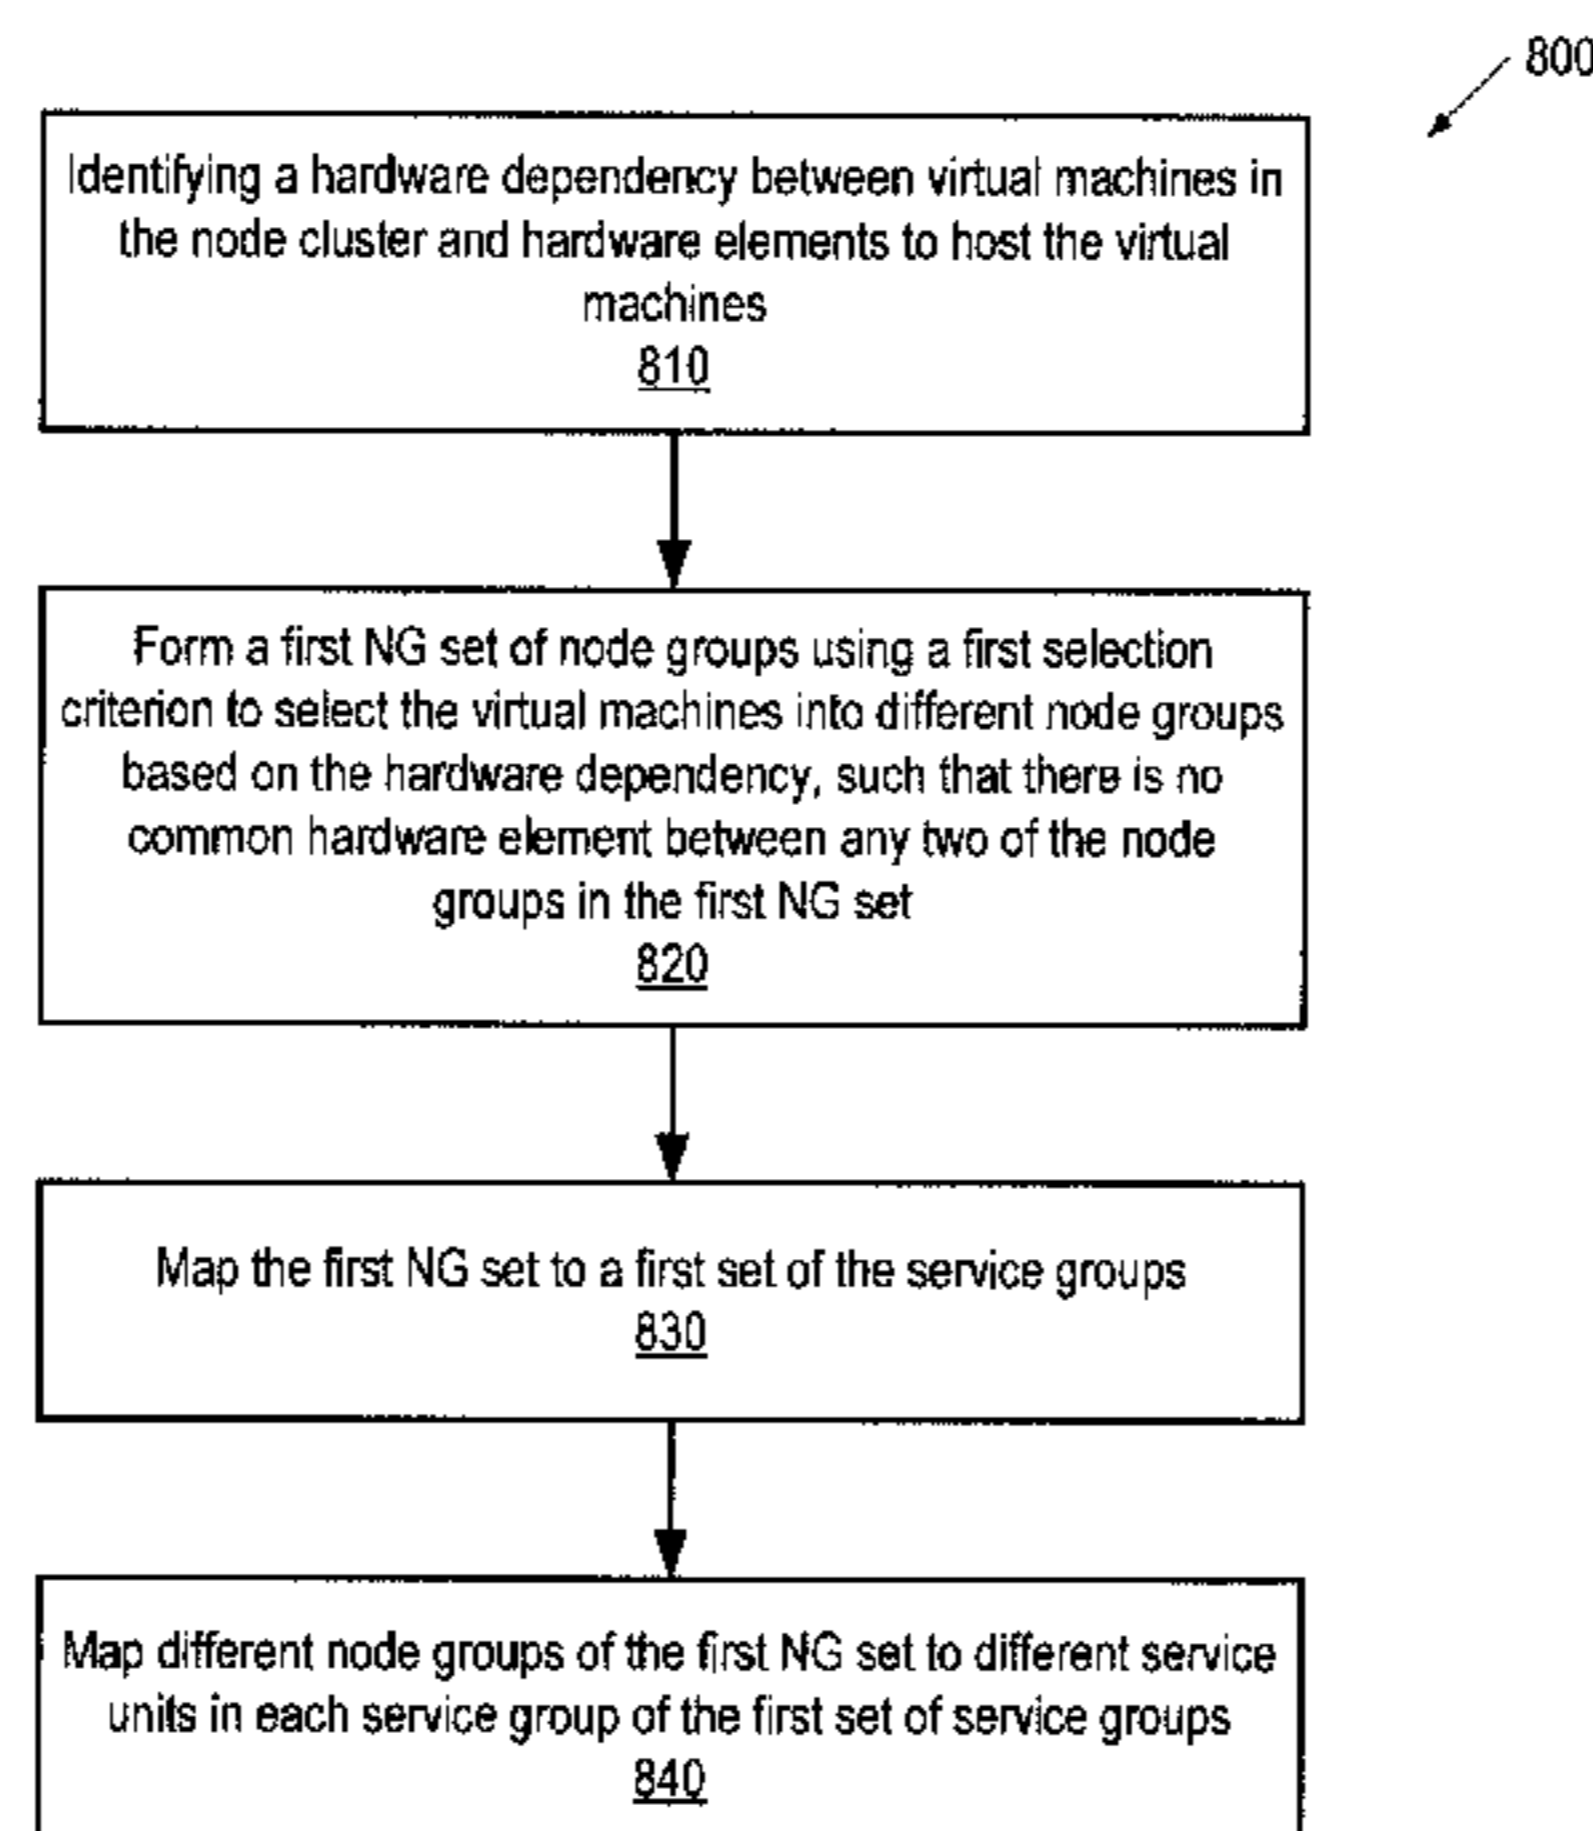 800
Identifying a hardware dependency between virtual machines in
the node cluster and hardware elements to host the virtual
machines
810
Form a first NG set of node groups using a first selection
criterion to select the virtual machines into different node groups
based on the hardware dependency, such that there is no
common hardware element between any two of the node
groups in the first NG set
820
Map the first NG set to a first set of the service groups
830
Map different node groups of the first NG set to different service
units in each service group of the first set of service groups
840